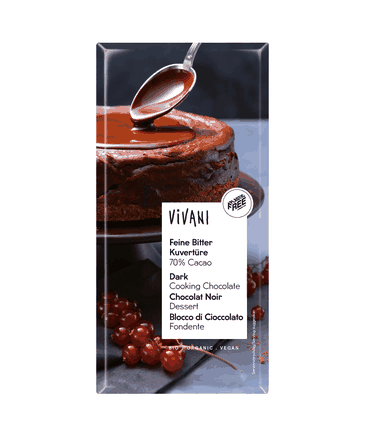 ViVANi
Feine Bitter
Kuvertüre
70% Cacao
Dark
Cooking Chocolate
Chocolat Noir
Dessert
Blocco di Cioccolato
Fondente
FREE
BIO . ORGANIC . VEGAN